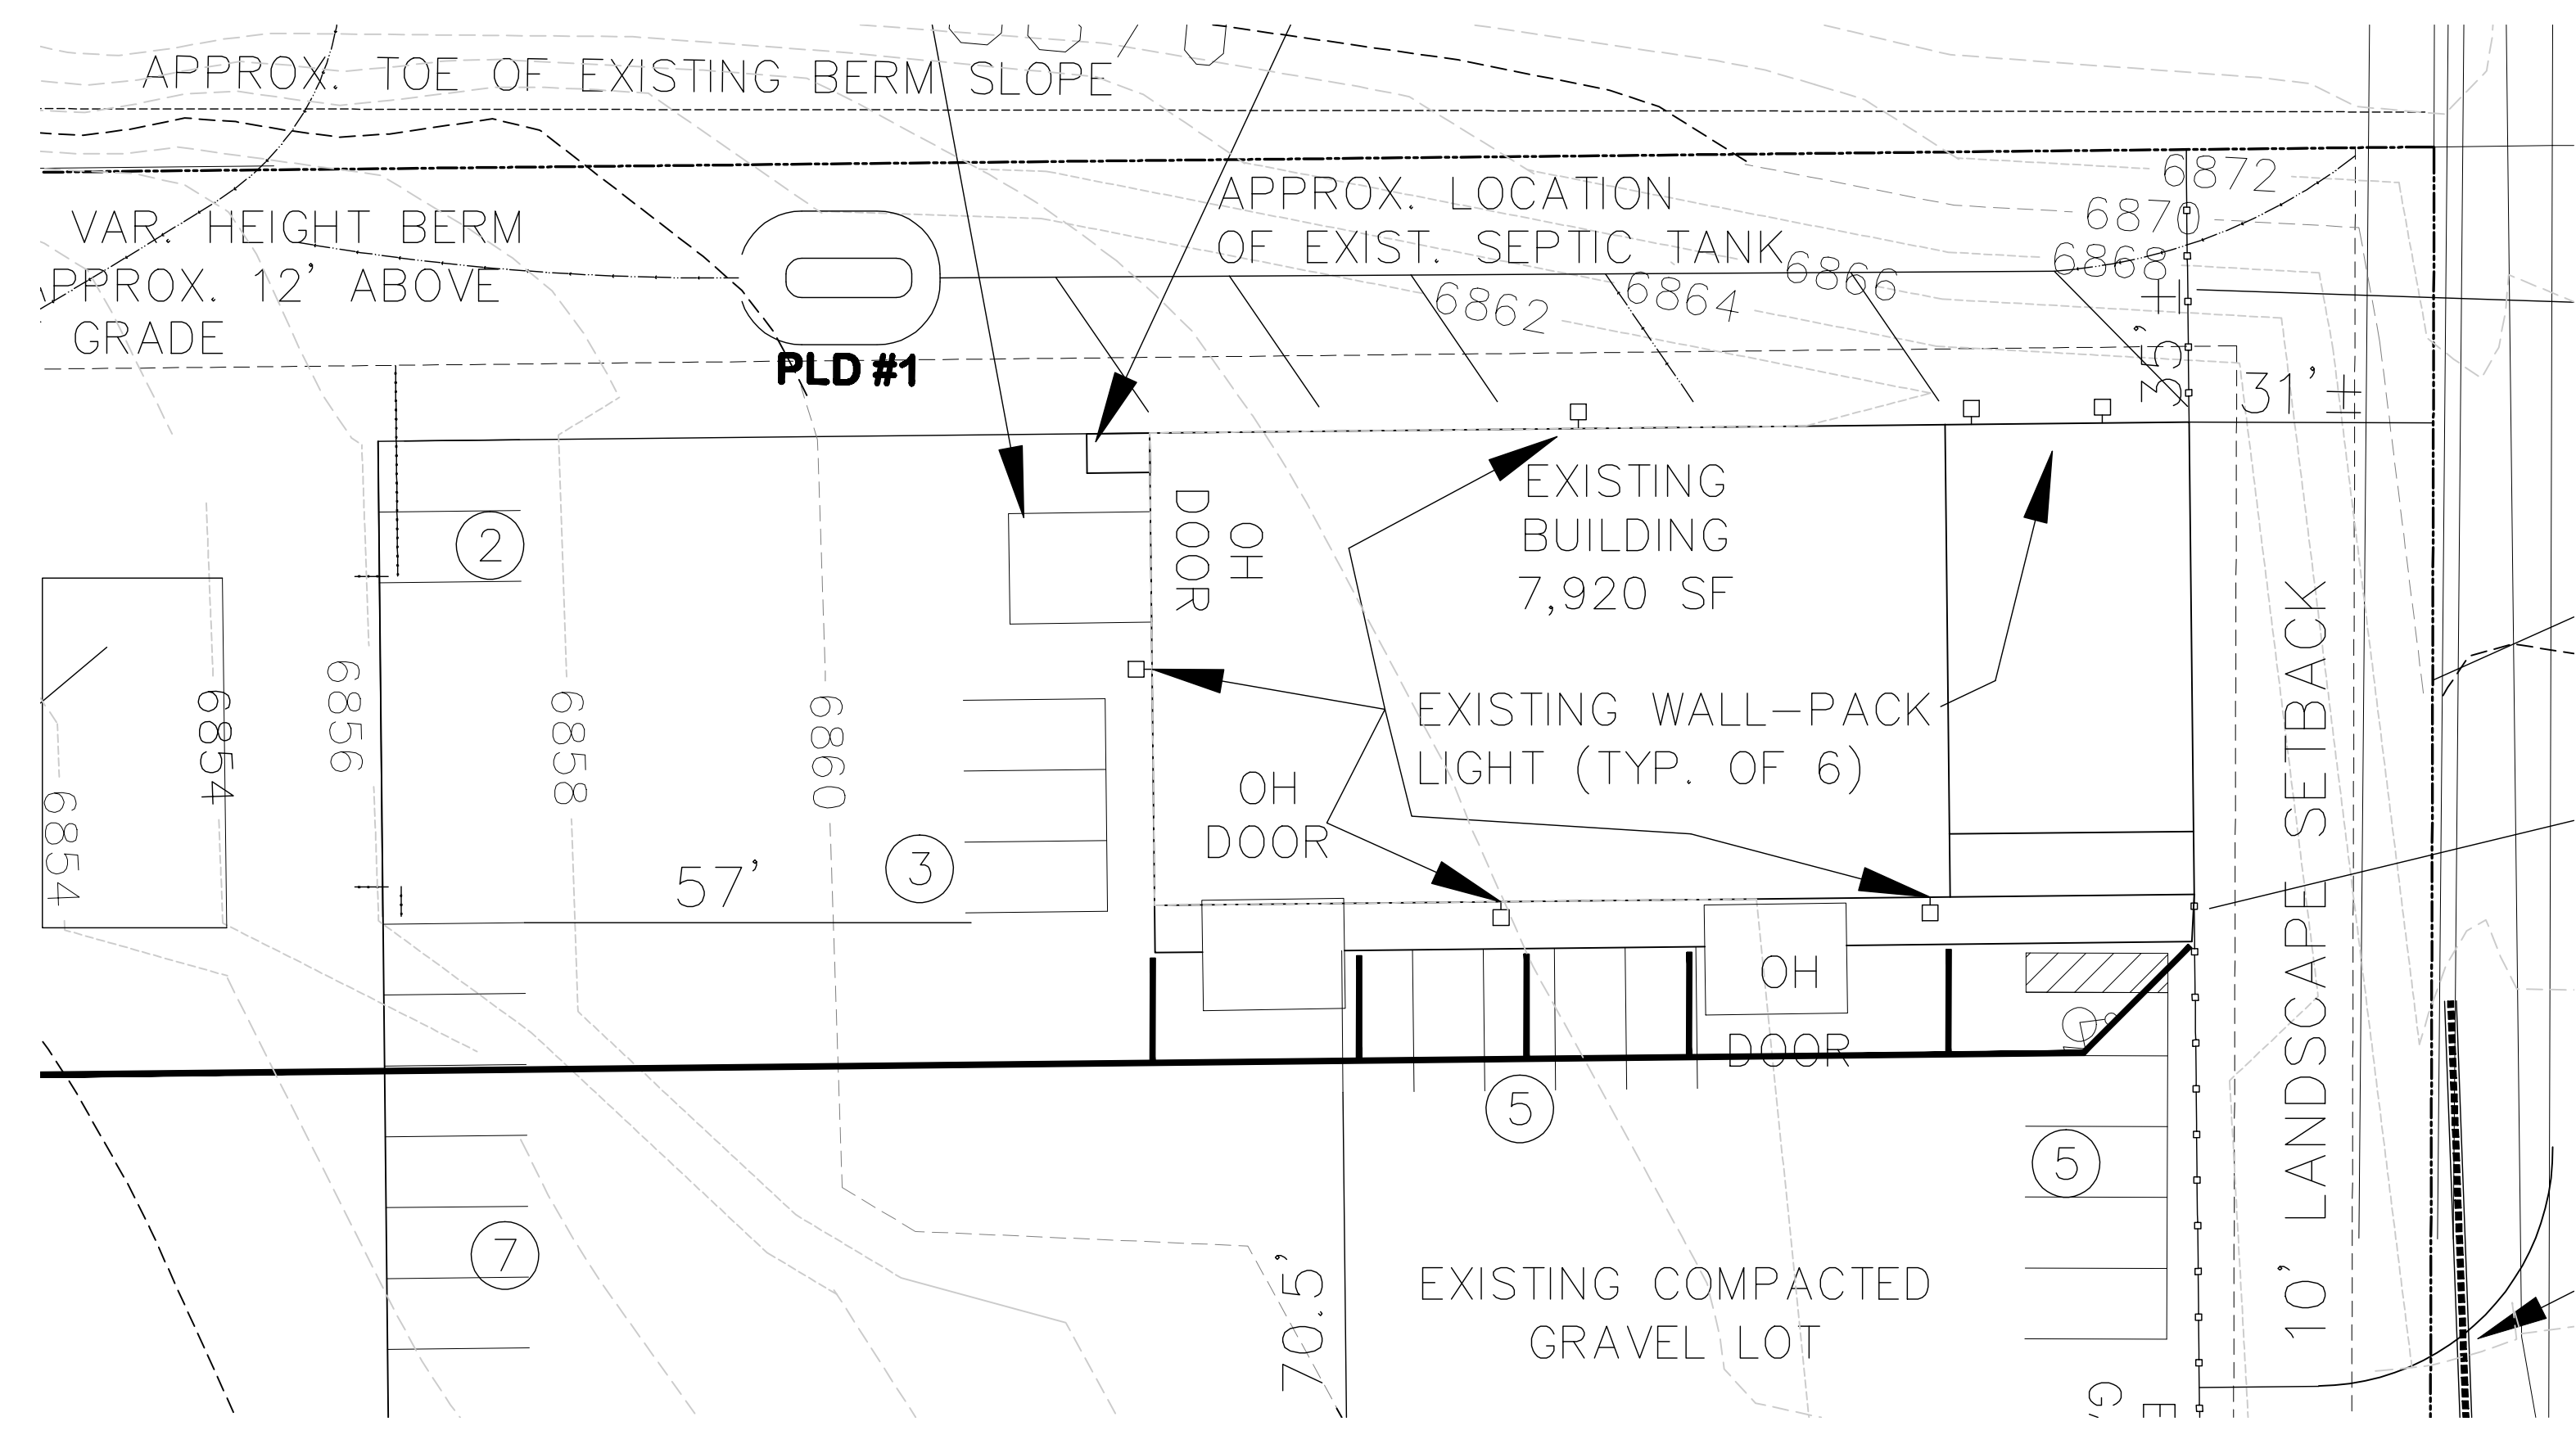 APPROX. TOE OF EXISTING BERM SLOPE
VAR. HEIGHT BERM
APPROX. 12' ABOVE
GRADE
PLD #1
APPROX. LOCATION
OF EXIST. SEPTIC TANK
6872
6870
6868
6866
6864
6862
35' ±
31' ±
2
OH
DOOR
EXISTING
BUILDING
7,920 SF
EXISTING WALL-PACK
LIGHT (TYP. OF 6)
OH
DOOR
6854
6854
6856
6858
6860
57'
3
OH
DOOR
5
5
7
70.5'
EXISTING COMPACTED
GRAVEL LOT
10' LANDSCAPE SETBACK
G
E